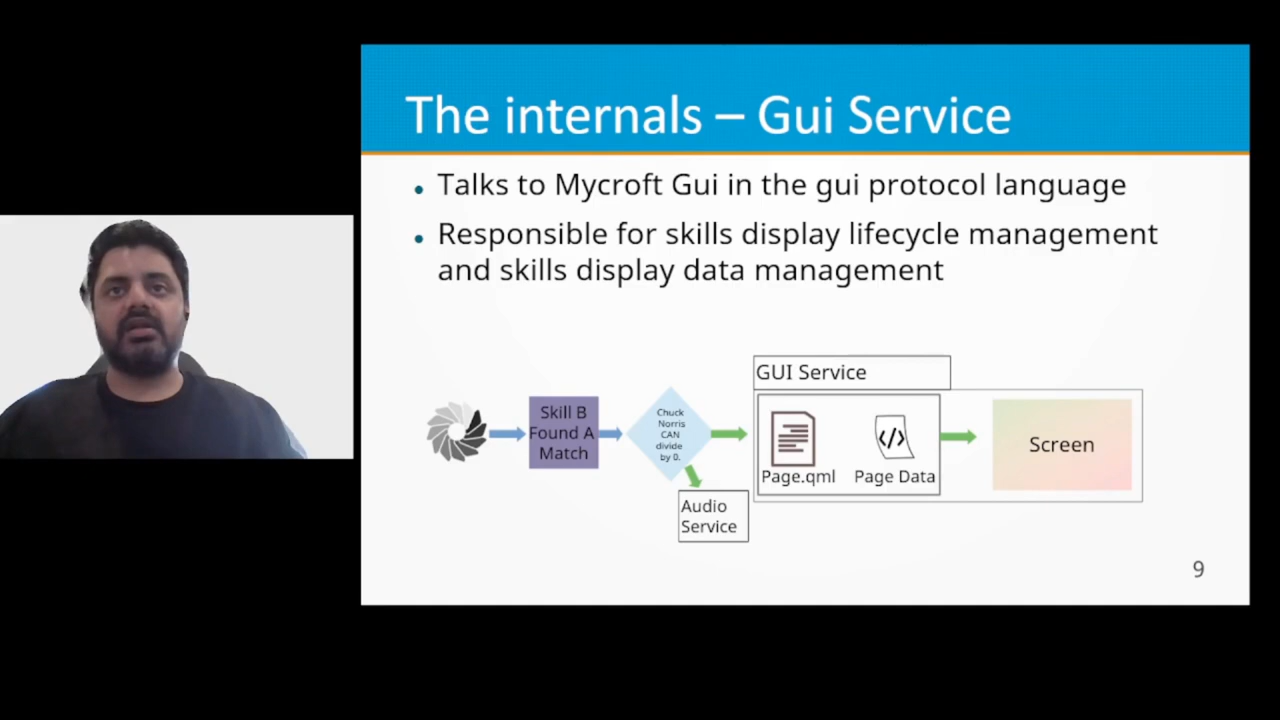 The internals – Gui Service
Talks to Mycroft Gui in the gui protocol language
Responsible for skills display lifecycle management
and skills display data management
GUI Service
Skill B
Found A
Match
Chuck
Norris
CAN
divide
by 0.
Page.qml
Page Data
Screen
Audio
Service
9